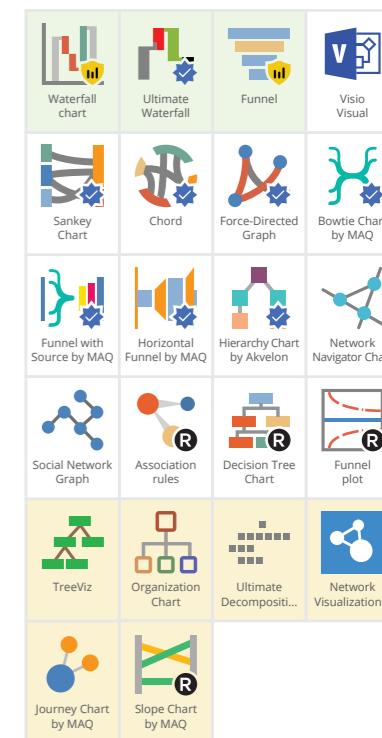 Waterfall
chart
Ultimate
Waterfall
Funnel
V
Visio
Visual
Sankey
Chart
Chord
Force-Directed
Graph
Bowtie Char
by MAQ
Funnel with
Source by MAQ
Horizontal
Funnel by MAQ
Hierarchy Chart
by Akvelon
Network
Navigator Cha
Social Network
Graph
R
Association
rules
R
Decision Tree
Chart
R
Funnel
plot
TreeViz
Organization
Chart
Ultimate
Decompositi...
Network
Visualization
Journey Chart
by MAQ
R
Slope Chart
by MAQ